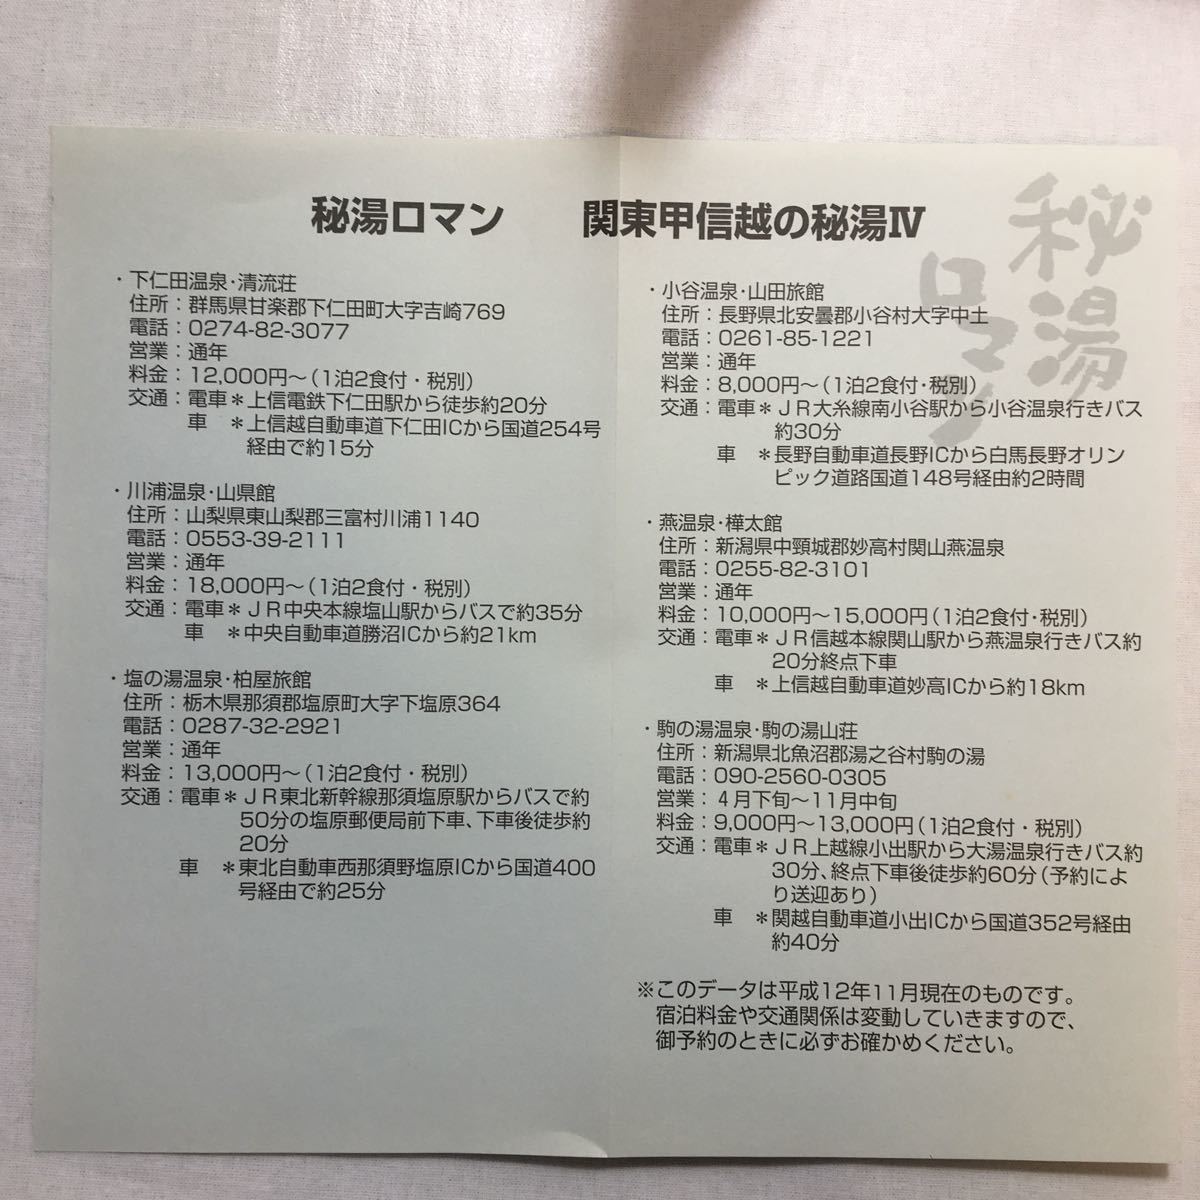 秘湯ロマン　関東甲信越の秘湯Ⅳ
秘湯
ロマン
・下仁田温泉・清流荘
住所：群馬県甘楽郡下仁田町大字吉崎769
電話：0274-82-3077
営業：通年
料金：12,000円～（1泊2食付・税別）
交通：電車＊上信電鉄下仁田駅から徒歩約20分
車　＊上信越自動車道下仁田ICから国道254号
経由で約15分
・川浦温泉・山県館
住所：山梨県東山梨郡三富村川浦1140
電話：0553-39-2111
営業：通年
料金：18,000円～（1泊2食付・税別）
交通：電車＊ＪＲ中央本線塩山駅からバスで約35分
車　＊中央自動車道勝沼ICから約21km
・塩の湯温泉・柏屋旅館
住所：栃木県那須郡塩原町大字下塩原364
電話：0287-32-2921
営業：通年
料金：13,000円～（1泊2食付・税別）
交通：電車＊ＪＲ東北新幹線那須塩原駅からバスで約
50分の塩原郵便局前下車、下車後徒歩約
20分
車　＊東北自動車西那須野塩原ICから国道400
号経由で約25分
・小谷温泉・山田旅館
住所：長野県北安曇郡小谷村大字中土
電話：0261-85-1221
営業：通年
料金：8,000円～（1泊2食付・税別）
交通：電車＊ＪＲ大糸線南小谷駅から小谷温泉行きバス
約30分
車　＊長野自動車道長野ICから白馬長野オリン
ピック道路国道148号経由約2時間
・燕温泉・樺太館
住所：新潟県中頸城郡妙高村関山燕温泉
電話：0255-82-3101
営業：通年
料金：10,000円～15,000円（1泊2食付・税別）
交通：電車＊ＪＲ信越本線関山駅から燕温泉行きバス約
20分終点下車
車　＊上信越自動車道妙高ICから約18km
・駒の湯温泉・駒の湯山荘
住所：新潟県北魚沼郡湯之谷村駒の湯
電話：090-2560-0305
営業：４月下旬～11月中旬
料金：9,000円～13,000円（1泊2食付・税別）
交通：電車＊ＪＲ上越線小出駅から大湯温泉行きバス約
30分、終点下車後徒歩約60分（予約によ
り送迎あり）
車　＊関越自動車道小出ICから国道352号経由
約40分
※このデータは平成12年11月現在のものです。
宿泊料金や交通関係は変動していきますので、
御予約のときに必ずお確かめください。